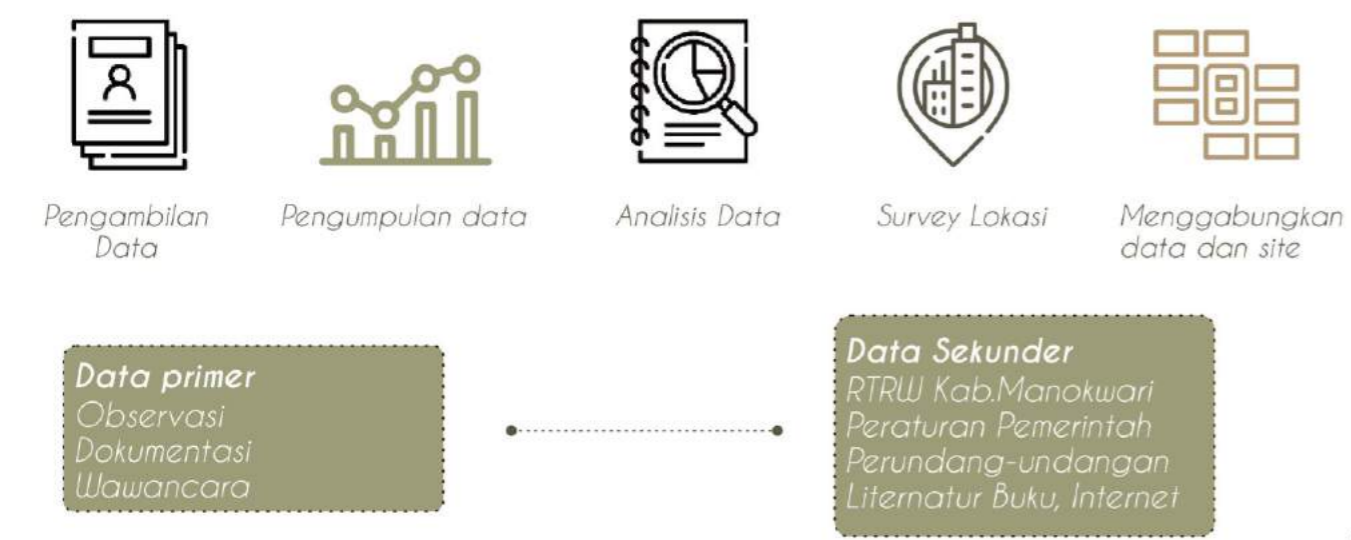 Pengambilan
Data
Pengumpulan data
Analisis Data
Survey Lokasi
Menggabungkan
data dan site
Data primer
Observasi
Dokumentasi
Wawancara
Data Sekunder
RTRW Kab.Manokwari
Peraturan Pemerintah
Perundang-undangan
Liternatur Buku, Internet